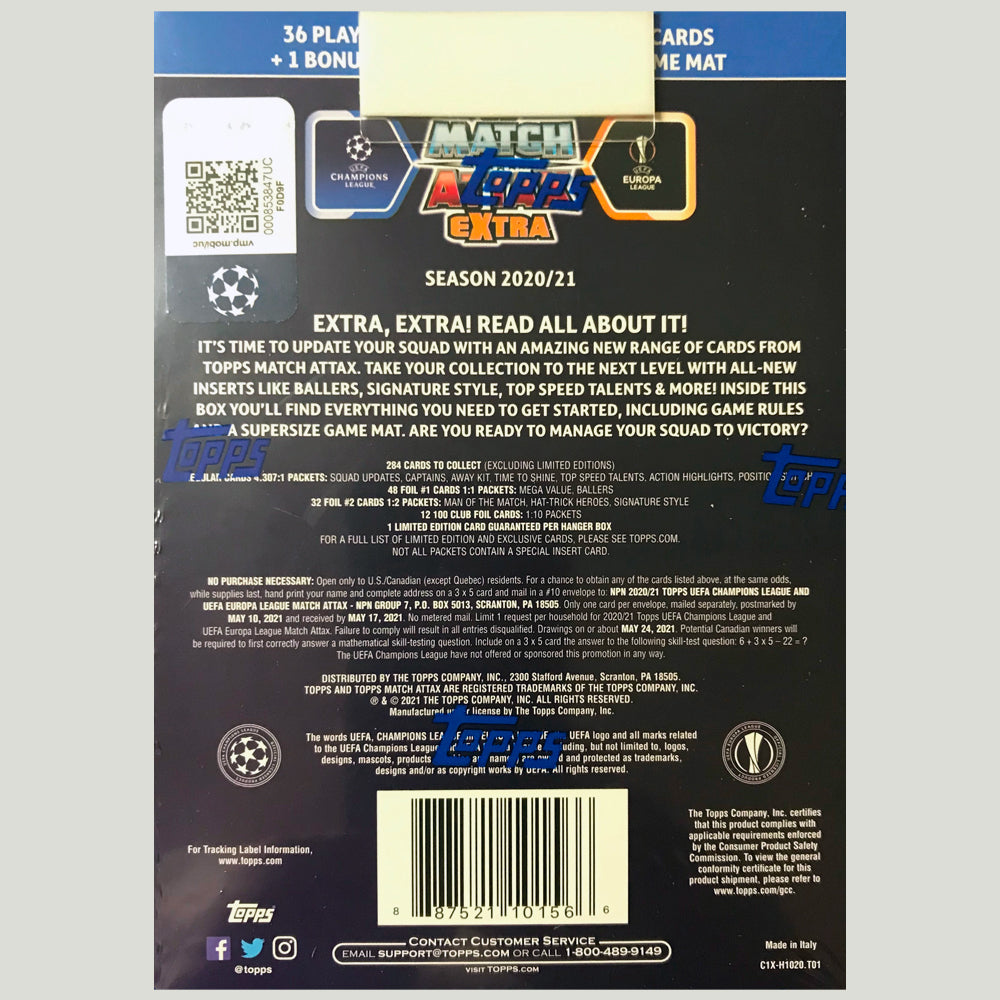 36 PLAY CARDS
+ 1 BONU ME MAT
000853847UC
F0D9F
vmp.mobi/uc
UEFA
CHAMPIONS
LEAGUE
MATCH
ATTAX
EXTRA
topps
UEFA
EUROPA
LEAGUE
SEASON 2020/21
EXTRA, EXTRA! READ ALL ABOUT IT!
IT'S TIME TO UPDATE YOUR SQUAD WITH AN AMAZING NEW RANGE OF CARDS FROM
TOPPS MATCH ATTAX. TAKE YOUR COLLECTION TO THE NEXT LEVEL WITH ALL-NEW
INSERTS LIKE BALLERS, SIGNATURE STYLE, TOP SPEED TALENTS & MORE! INSIDE THIS
BOX YOU'LL FIND EVERYTHING YOU NEED TO GET STARTED, INCLUDING GAME RULES
A SUPERSIZE GAME MAT. ARE YOU READY TO MANAGE YOUR SQUAD TO VICTORY?
topps
284 CARDS TO COLLECT (EXCLUDING LIMITED EDITIONS)
CARDS 4.307:1 PACKETS: SQUAD UPDATES, CAPTAINS, AWAY KIT, TIME TO SHINE, TOP SPEED TALENTS, ACTION HIGHLIGHTS,
topps
48 FOIL #1 CARDS 1:1 PACKETS: MEGA VALUE, BALLERS
32 FOIL #2 CARDS 1:2 PACKETS: MAN OF THE MATCH, HAT-TRICK HEROES, SIGNATURE STYLE
12 100 CLUB FOIL CARDS: 1:10 PACKETS
1 LIMITED EDITION CARD GUARANTEED PER HANGER BOX
FOR A FULL LIST OF LIMITED EDITION AND EXCLUSIVE CARDS, PLEASE SEE TOPPS.COM.
NOT ALL PACKETS CONTAIN A SPECIAL INSERT CARD.
NO PURCHASE NECESSARY: Open only to U.S./Canadian (except Quebec) residents. For a chance to obtain any of the cards listed above, at the same odds,
while supplies last, hand print your name and complete address on a 3 x 5 card and mail in a #10 envelope to: NPN 2020/21 TOPPS UEFA CHAMPIONS LEAGUE AND
UEFA EUROPA LEAGUE MATCH ATTAX - NPN GROUP 7, P.O. BOX 5013, SCRANTON, PA 18505. Only one card per envelope, mailed separately, postmarked by
MAY 10, 2021 and received by MAY 17, 2021. No metered mail. Limit 1 request per household for 2020/21 Topps UEFA Champions League and
UEFA Europa League Match Attax. Failure to comply will result in all entries disqualified. Drawings on or about MAY 24, 2021. Potential Canadian winners will
be required to first correctly answer a mathematical skill-testing question. Include on a 3 x 5 card the answer to the following skill-test question: 6 + 3 x 5 – 22 = ?
The UEFA Champions League have not offered or sponsored this promotion in any way.
DISTRIBUTED BY THE TOPPS COMPANY, INC., 2300 Stafford Avenue, Scranton, PA 18505.
TOPPS AND TOPPS MATCH ATTAX ARE REGISTERED TRADEMARKS OF THE TOPPS COMPANY, INC.
® & © 2021 THE TOPPS COMPANY, INC. ALL RIGHTS RESERVED.
Manufactured under license by The Topps Company, Inc.
topps
The words UEFA, CHAMPIONS LEAGUE, UEFA logo and all marks related
to the UEFA Champions League including, but not limited to, logos,
designs, mascots, products and names, are owned and protected as trademarks,
designs and/or as copyright works by UEFA. All rights reserved.
The Topps Company, Inc. certifies
that this product complies with
applicable requirements enforced
by the Consumer Product Safety
Commission. To view the general
conformity certificate for this
product shipment, please refer to
www.topps.com/gcc.
For Tracking Label Information,
www.topps.com
8 87521 10156 6
topps
@topps
CONTACT CUSTOMER SERVICE
EMAIL SUPPORT@TOPPS.COM OR CALL 1-800-489-9149
VISIT TOPPS.COM
Made in Italy
C1X-H1020.T01